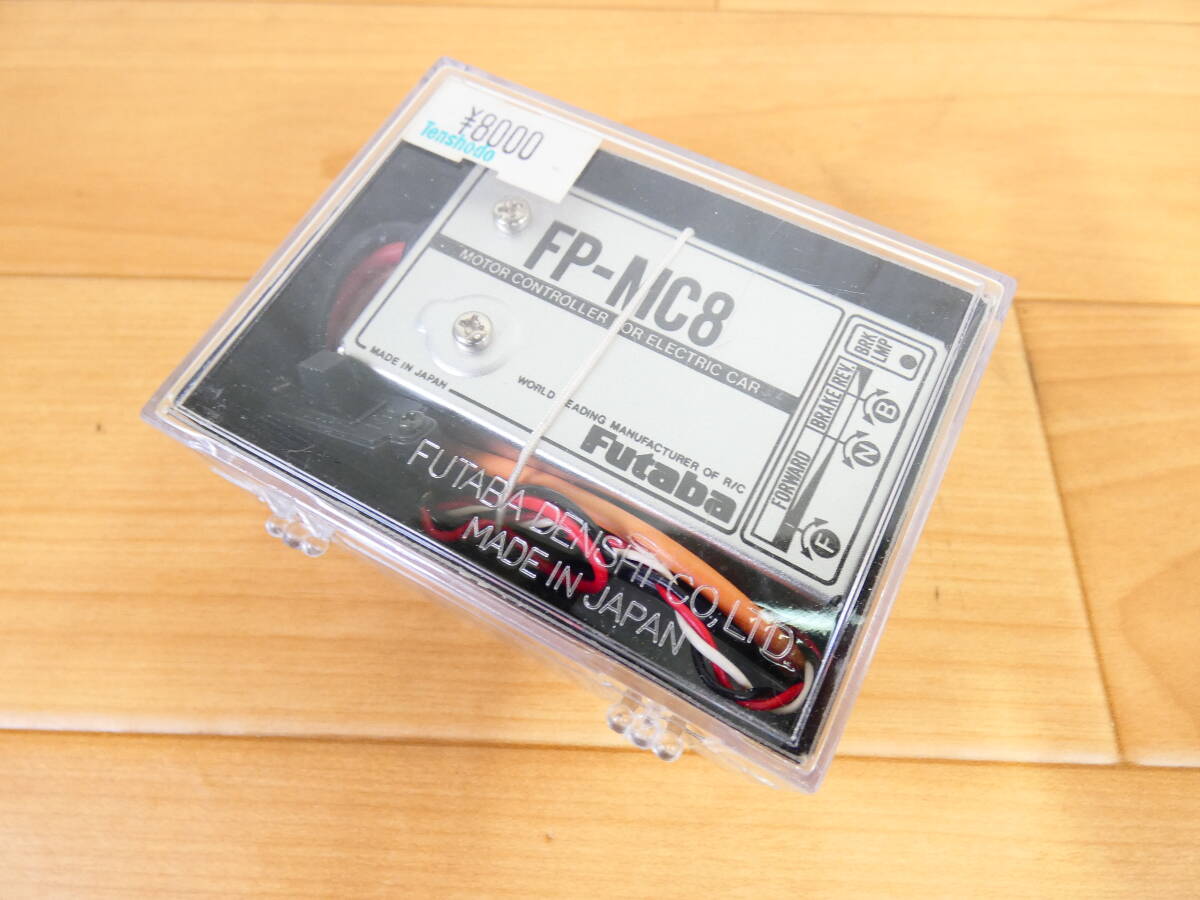 ¥8000
Tenshodo
FP-MC8
MOTOR CONTROLLER FOR ELECTRIC CAR
MADE IN JAPAN
WORLD LEADING MANUFACTURER OF R/C
Futaba
BRK
LMP
BRAKE REV.
FORWARD
B
N
F
FUTABA DENSHI CO,LTD.
MADE IN JAPAN